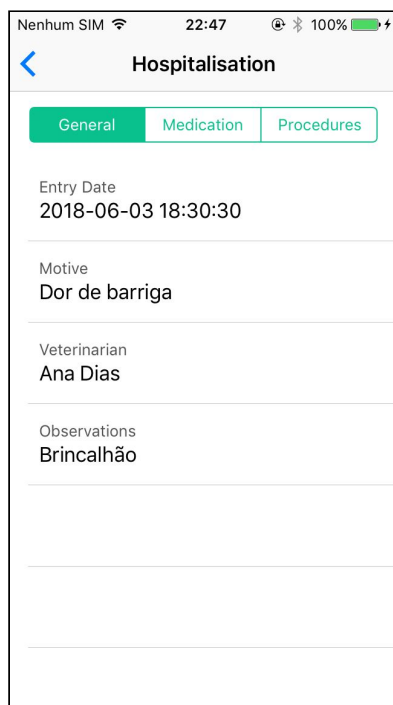 Nenhum SIM 22:47 100%
Hospitalisation
General Medication Procedures
Entry Date
2018-06-03 18:30:30
Motive
Dor de barriga
Veterinarian
Ana Dias
Observations
Brincalhão